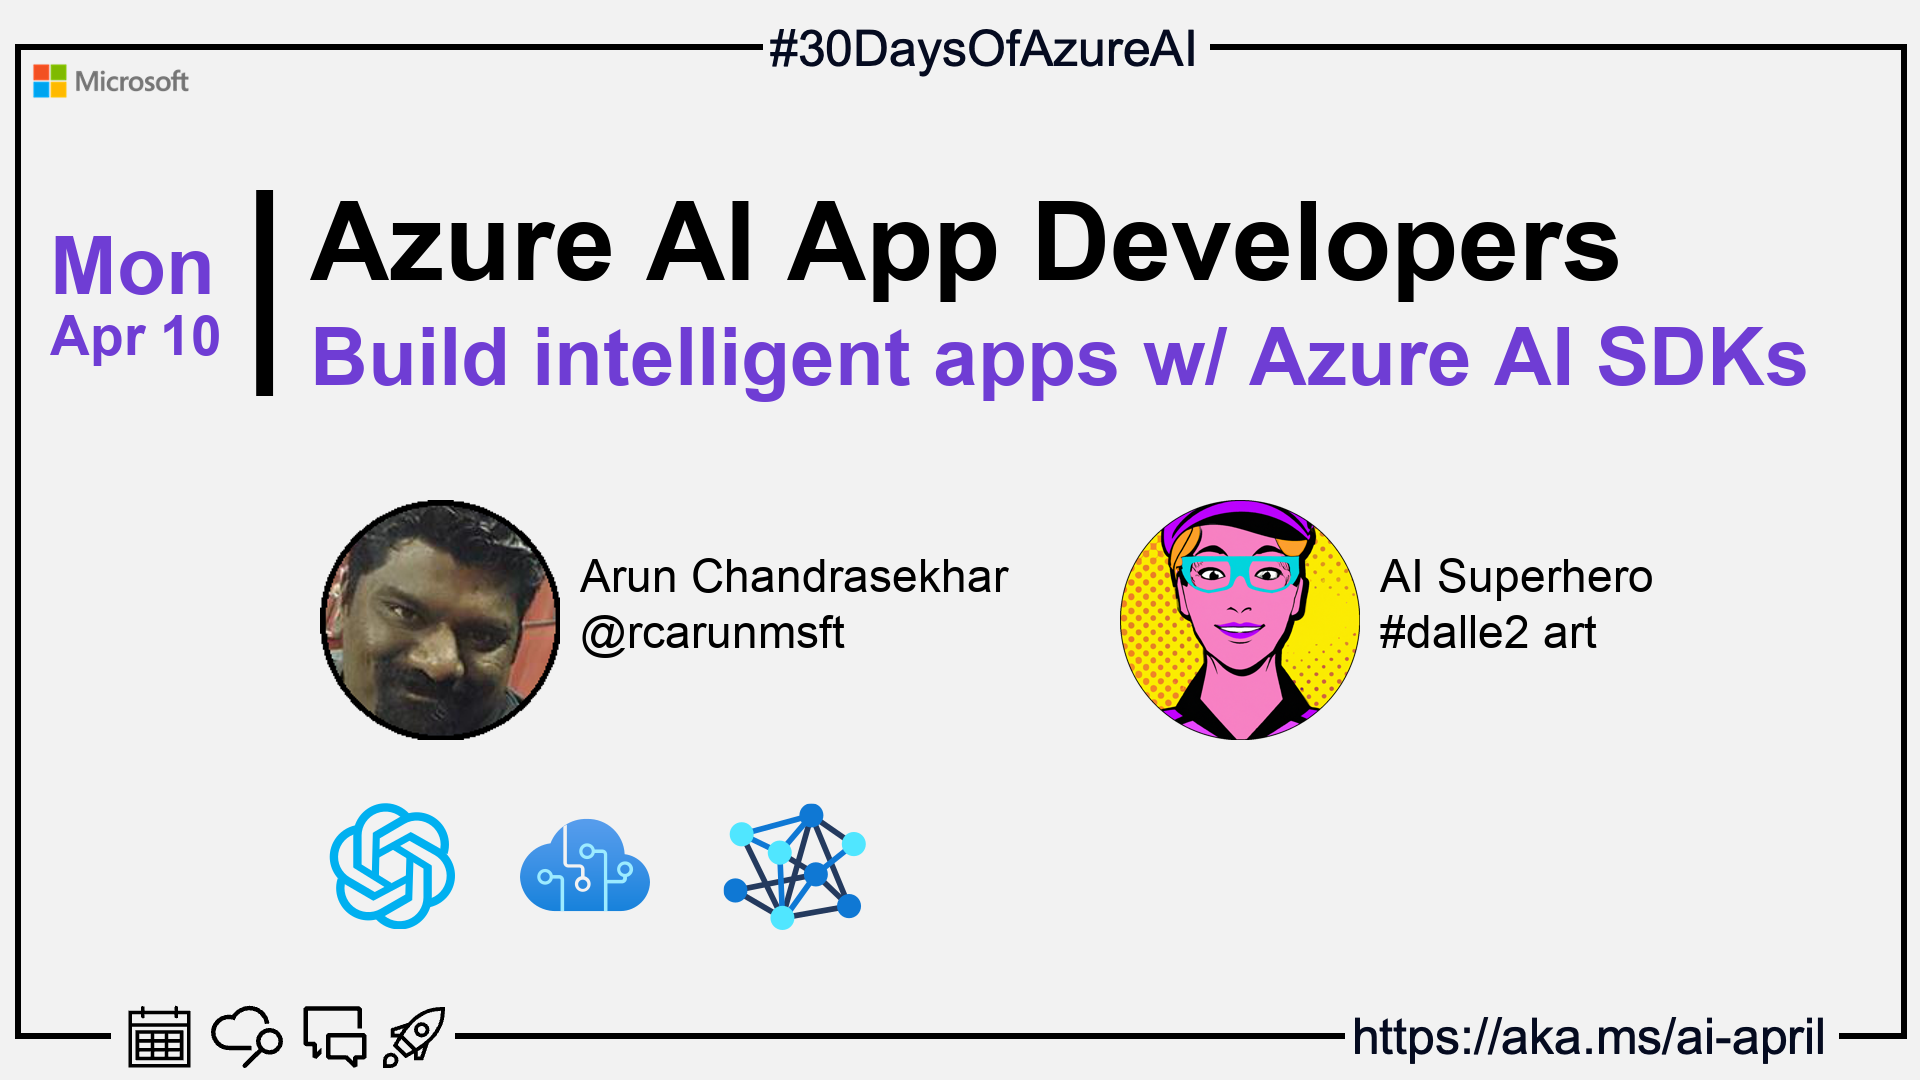 #30DaysOfAzureAI
Microsoft
Mon
Apr 10
Azure AI App Developers
Build intelligent apps w/ Azure AI SDKs
Arun Chandrasekhar
@rcarunmsft
AI Superhero
#dalle2 art
https://aka.ms/ai-april